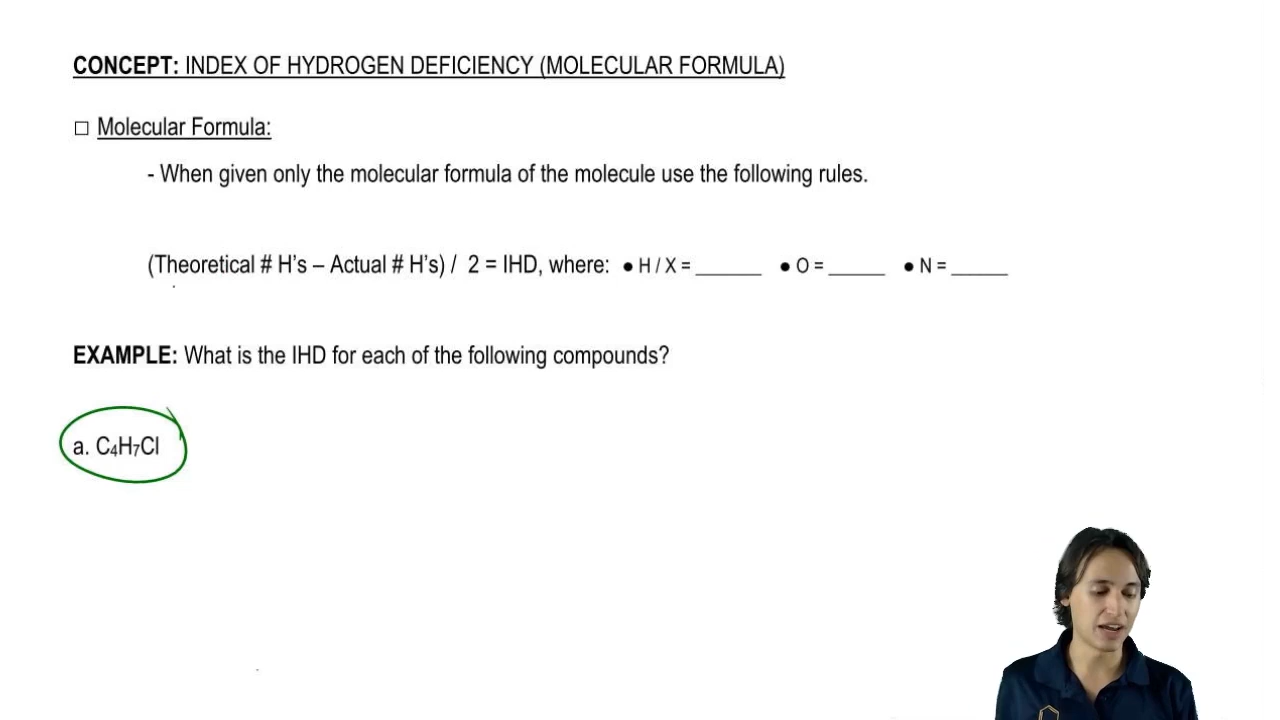 CONCEPT: INDEX OF HYDROGEN DEFICIENCY (MOLECULAR FORMULA)
□ Molecular Formula:
- When given only the molecular formula of the molecule use the following rules.
(Theoretical # H's – Actual # H's) / 2 = IHD, where: ● H / X = ______ ● O = _____ ● N = _____
EXAMPLE: What is the IHD for each of the following compounds?
a. C₄H₇Cl